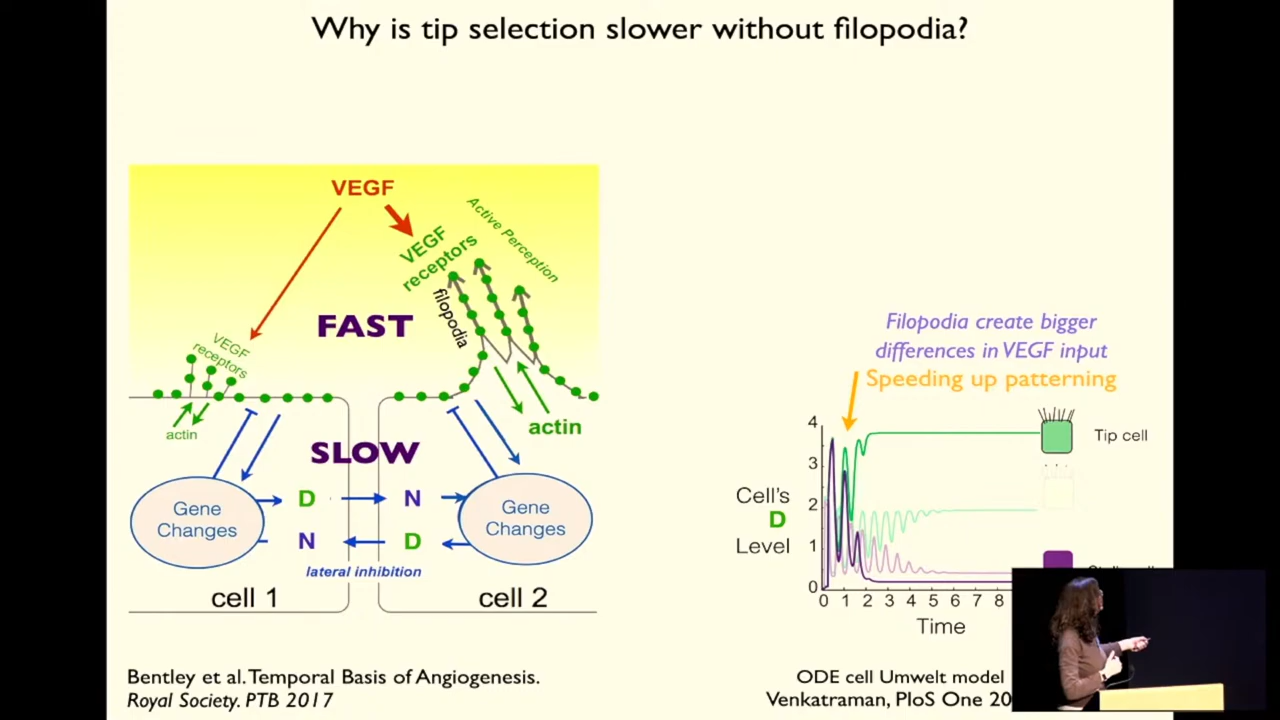 Why is tip selection slower without filopodia?
VEGF
Active Perception
VEGF
receptors
filopodia
FAST
VEGF
receptors
actin
actin
SLOW
Gene
Changes
D
N
N
D
Gene
Changes
lateral inhibition
cell 1
cell 2
Bentley et al. Temporal Basis of Angiogenesis.
Royal Society. PTB 2017
Filopodia create bigger
differences in VEGF input
Speeding up patterning
4
3
2
1
0
Cell's
D
Level
Tip cell
0 1 2 3 4 5 6 7 8
Time
ODE cell Umwelt model
Venkatraman, PloS One